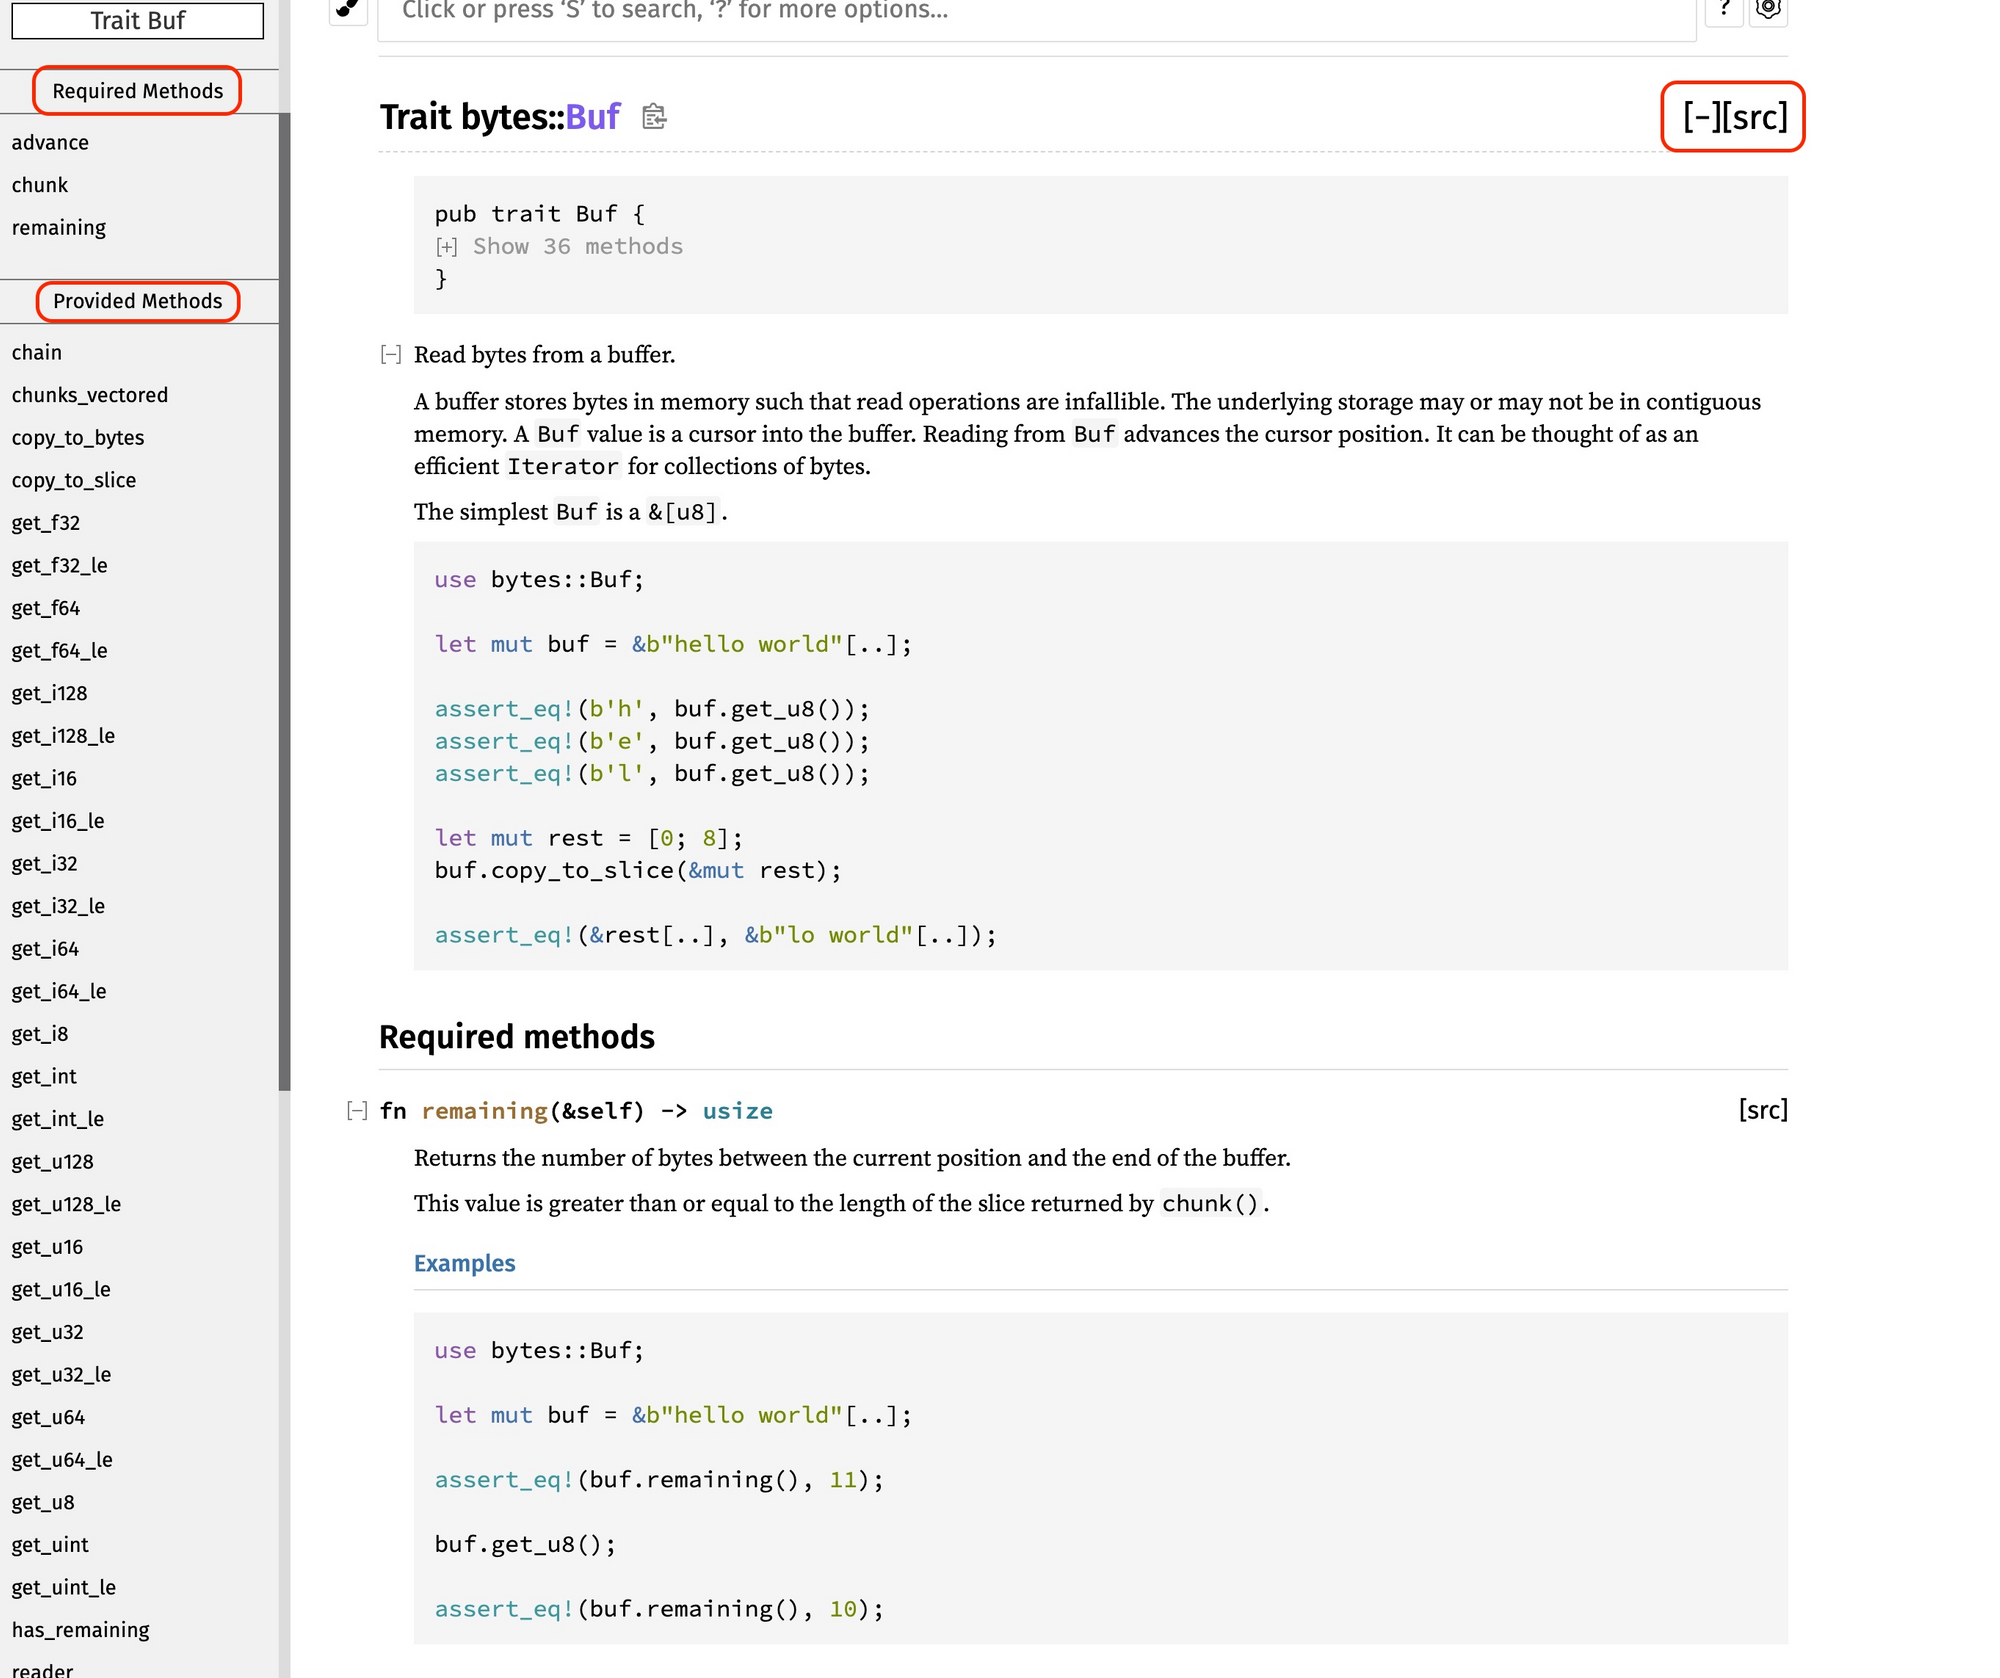 Trait Buf
Required Methods
advance
chunk
remaining
Provided Methods
chain
chunks_vectored
copy_to_bytes
copy_to_slice
get_f32
get_f32_le
get_f64
get_f64_le
get_i128
get_i128_le
get_i16
get_i16_le
get_i32
get_i32_le
get_i64
get_i64_le
get_i8
get_int
get_int_le
get_u128
get_u128_le
get_u16
get_u16_le
get_u32
get_u32_le
get_u64
get_u64_le
get_u8
get_uint
get_uint_le
has_remaining
reader
Click or press ‘S’ to search, ‘?’ for more options...
?
Trait bytes::Buf
[−][src]
pub trait Buf {
[+] Show 36 methods
}
[−] Read bytes from a buffer.
A buffer stores bytes in memory such that read operations are infallible. The underlying storage may or may not be in contiguous
memory. A Buf value is a cursor into the buffer. Reading from Buf advances the cursor position. It can be thought of as an
efficient Iterator for collections of bytes.
The simplest Buf is a &[u8].
use bytes::Buf;
let mut buf = &b"hello world"[..];
assert_eq!(b'h', buf.get_u8());
assert_eq!(b'e', buf.get_u8());
assert_eq!(b'l', buf.get_u8());
let mut rest = [0; 8];
buf.copy_to_slice(&mut rest);
assert_eq!(&rest[..], &b"lo world"[..]);
Required methods
[−] fn remaining(&self) -> usize
[src]
Returns the number of bytes between the current position and the end of the buffer.
This value is greater than or equal to the length of the slice returned by chunk().
Examples
use bytes::Buf;
let mut buf = &b"hello world"[..];
assert_eq!(buf.remaining(), 11);
buf.get_u8();
assert_eq!(buf.remaining(), 10);